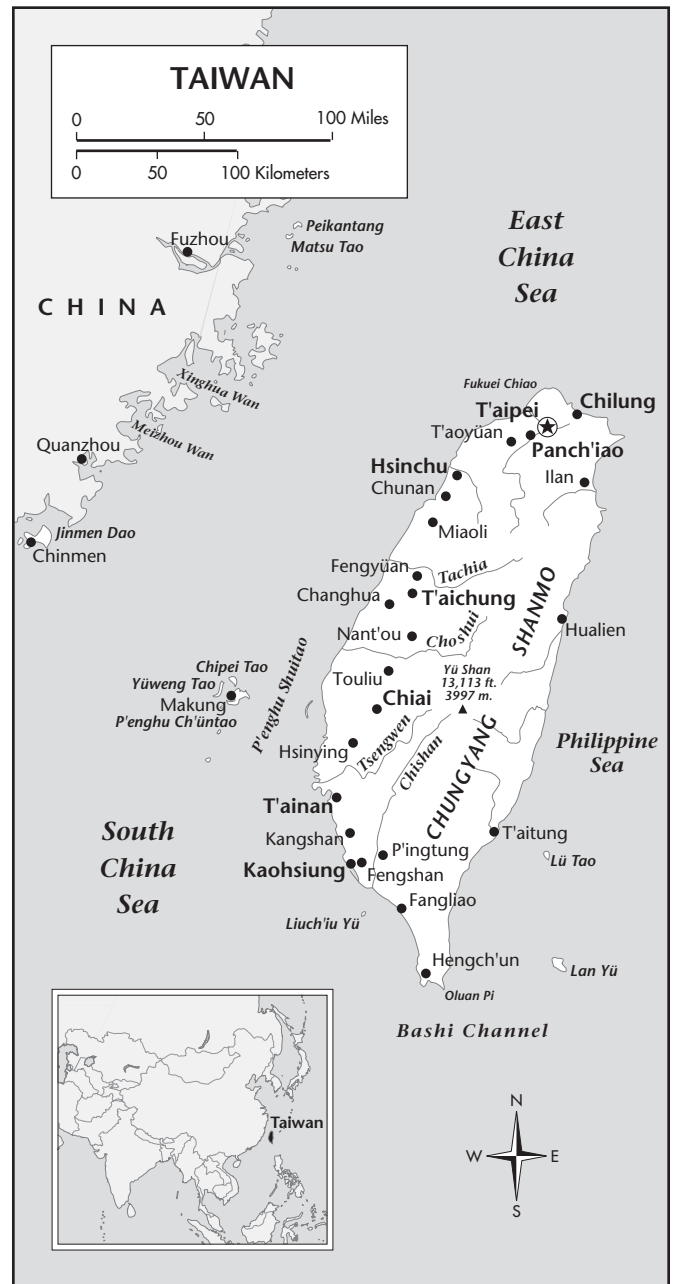 TAIWAN
0 50 100 Miles
0 50 100 Kilometers
Peikantang
Matsu Tao
Fuzhou
East
China
Sea
CHINA
Xinghua Wan
Fukuei Chiao
T'aipei
Chilung
T'aoyüan
Panch'iao
Meizhou Wan
Quanzhou
Hsinchu
Ilan
Chunan
Miaoli
Jinmen Dao
Chinmen
Fengyüan
Tachia
Changhua
T'aichung
SHANMO
Hualien
Nant'ou
Choshui
Chipei Tao
Yüweng Tao
Makung
P'enghu Ch'üntao
P'enghu Shuitao
Touliu
Yü Shan
13,113 ft.
3997 m.
Chiai
Hsinying
Tsengwen
Chishan
CHUNGYANG
Philippine
Sea
T'ainan
South
China
Sea
Kangshan
T'aitung
P'ingtung
Lü Tao
Kaohsiung
Fengshan
Fangliao
Liuch'iu Yü
Hengch'un
Lan Yü
Oluan Pi
Bashi Channel
Taiwan
N
W E
S